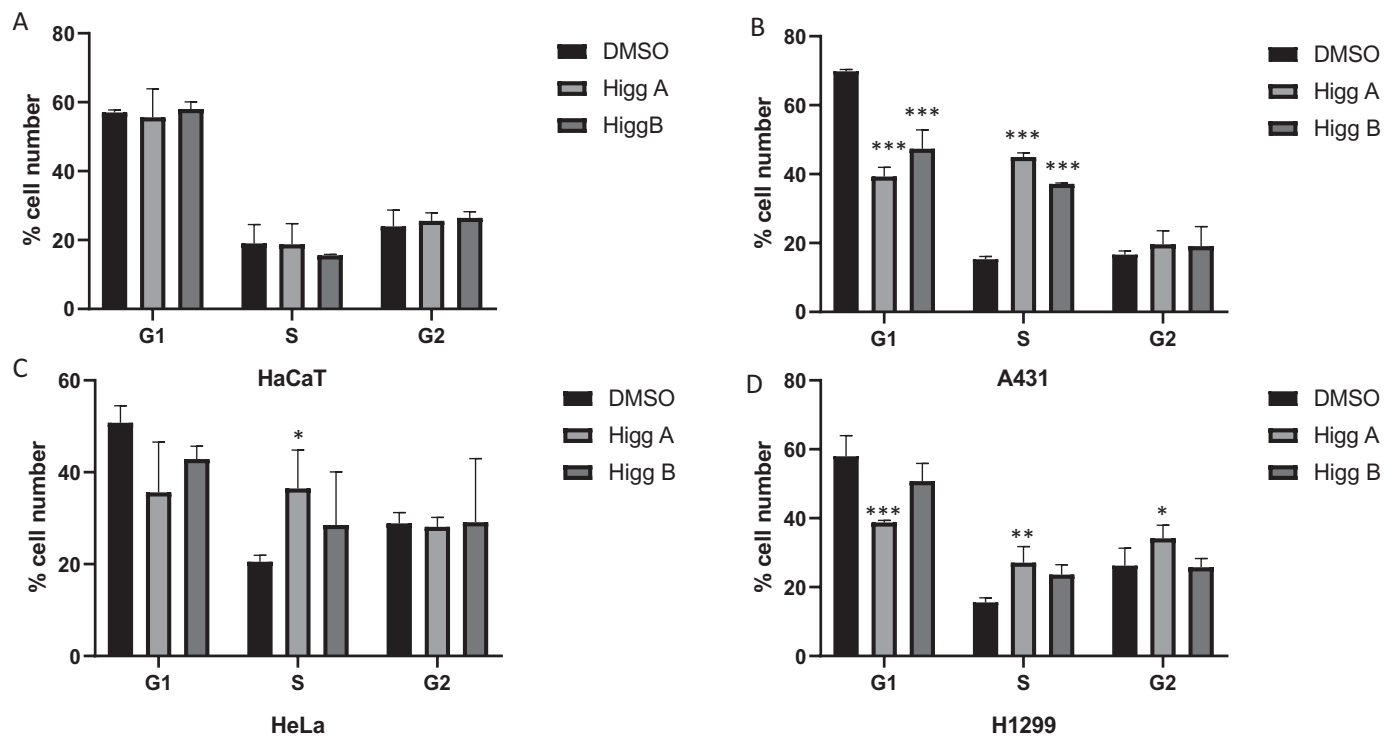 A
80
60
40
20
0
% cell number
G1 S G2
HaCaT
DMSO
Higg A
HiggB
B
80
60
40
20
0
% cell number
*** *** *** ***
G1 S G2
A431
DMSO
Higg A
Higg B
C
60
40
20
0
% cell number
*
G1 S G2
HeLa
DMSO
Higg A
Higg B
D
80
60
40
20
0
% cell number
*** ** *
G1 S G2
H1299
DMSO
Higg A
Higg B